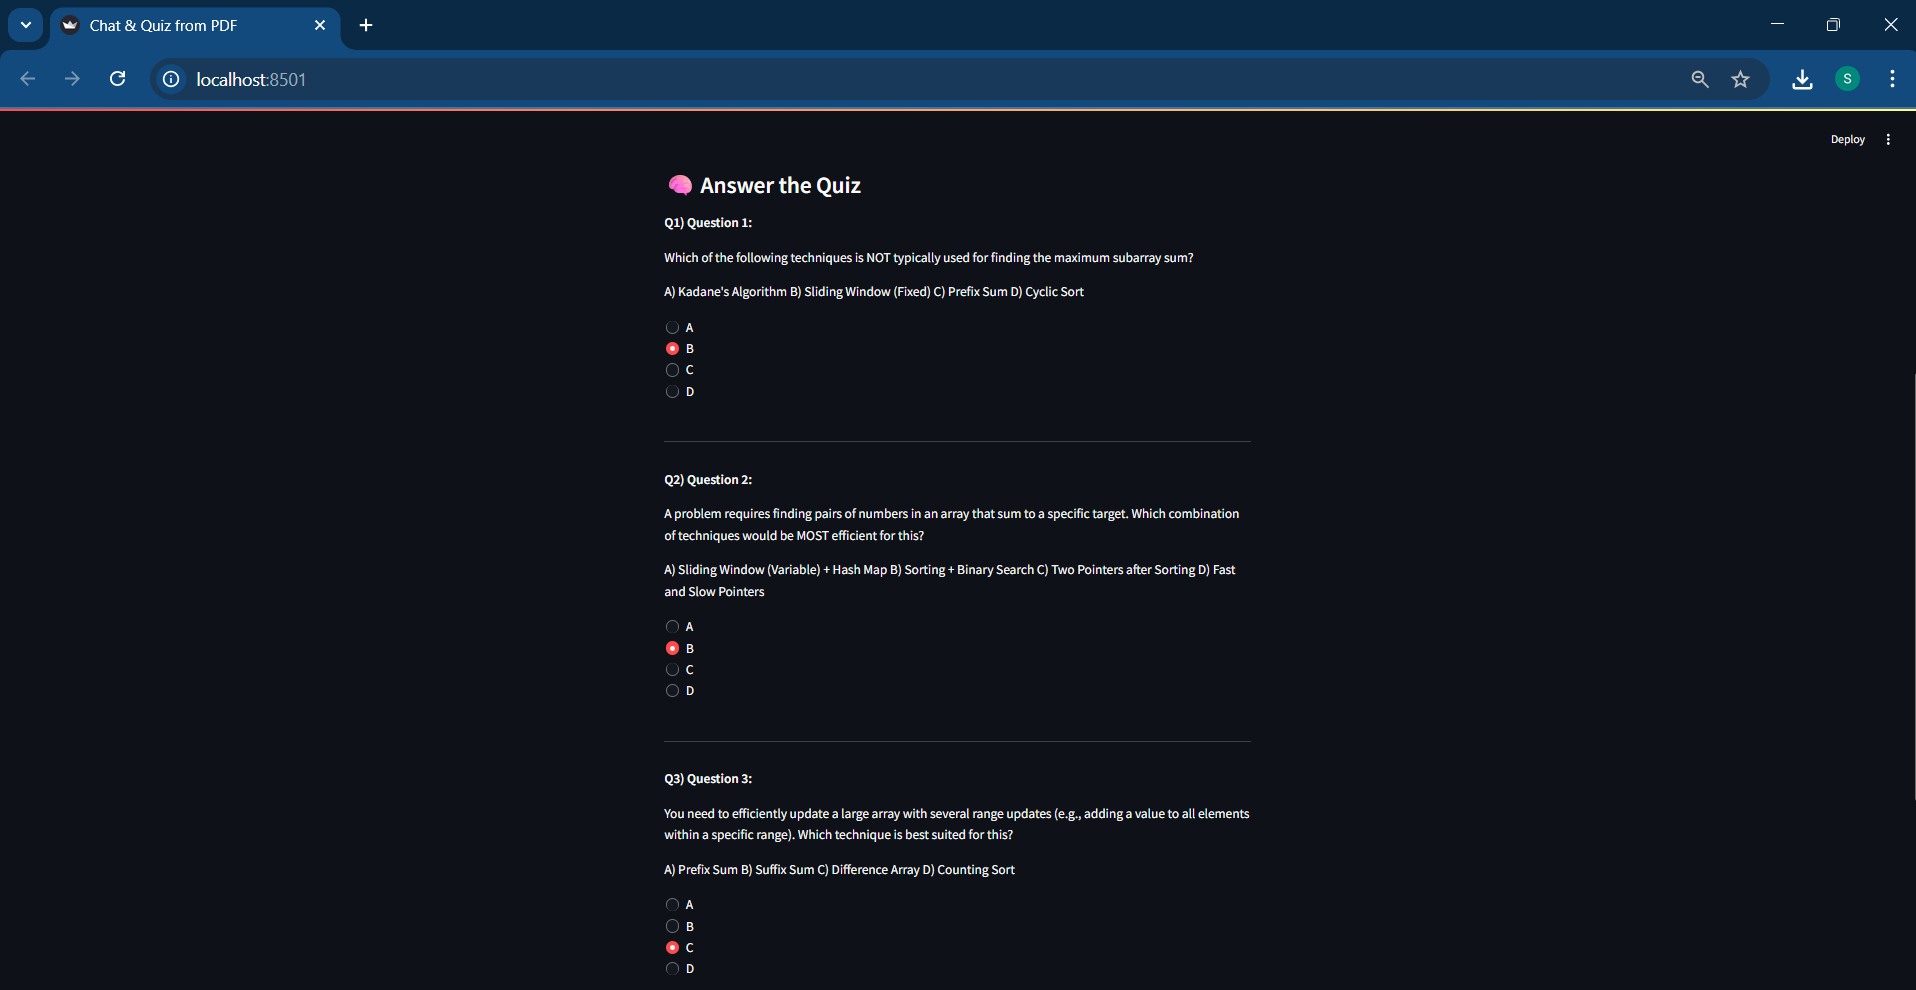 Chat & Quiz from PDF
localhost:8501
S
Deploy
Answer the Quiz
Q1) Question 1:
Which of the following techniques is NOT typically used for finding the maximum subarray sum?
A) Kadane's Algorithm B) Sliding Window (Fixed) C) Prefix Sum D) Cyclic Sort
A
B
C
D
Q2) Question 2:
A problem requires finding pairs of numbers in an array that sum to a specific target. Which combination
of techniques would be MOST efficient for this?
A) Sliding Window (Variable) + Hash Map B) Sorting + Binary Search C) Two Pointers after Sorting D) Fast
and Slow Pointers
A
B
C
D
Q3) Question 3:
You need to efficiently update a large array with several range updates (e.g., adding a value to all elements
within a specific range). Which technique is best suited for this?
A) Prefix Sum B) Suffix Sum C) Difference Array D) Counting Sort
A
B
C
D